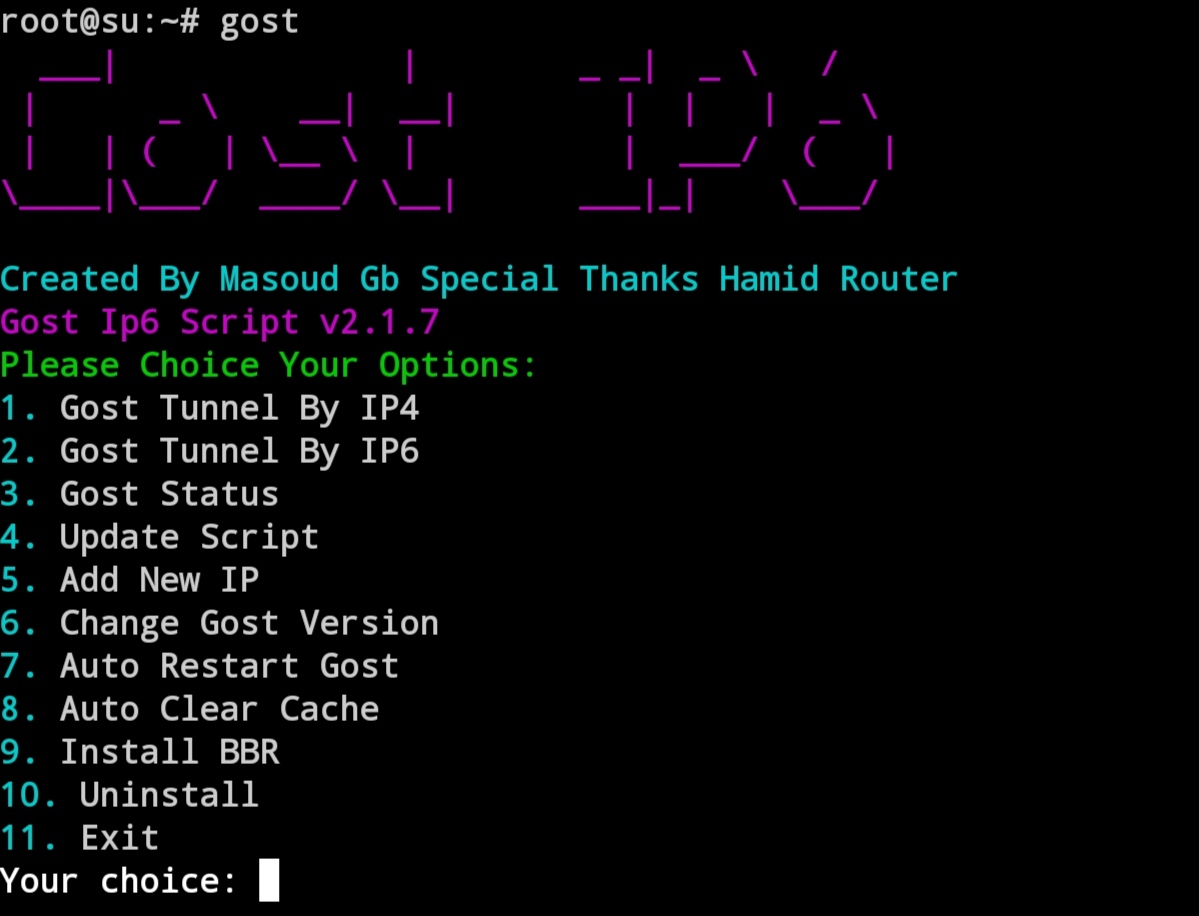 root@su:~# gost
Gost IP6
Created By Masoud Gb Special Thanks Hamid Router
Gost Ip6 Script v2.1.7
Please Choice Your Options:
1. Gost Tunnel By IP4
2. Gost Tunnel By IP6
3. Gost Status
4. Update Script
5. Add New IP
6. Change Gost Version
7. Auto Restart Gost
8. Auto Clear Cache
9. Install BBR
10. Uninstall
11. Exit
Your choice: